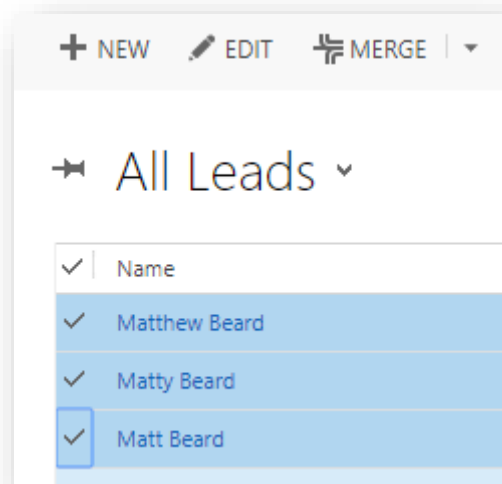 NEW EDIT MERGE
All Leads
Name
Matthew Beard
Matty Beard
Matt Beard